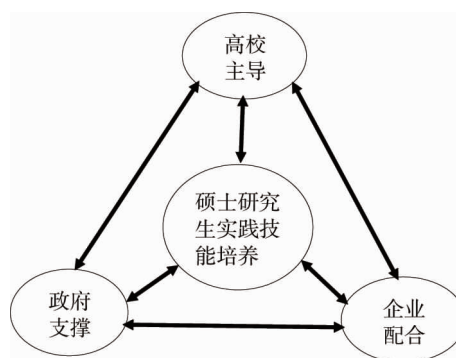 高校
主导
硕士研究
生实践技
能培养
政府
支撑
企业
配合